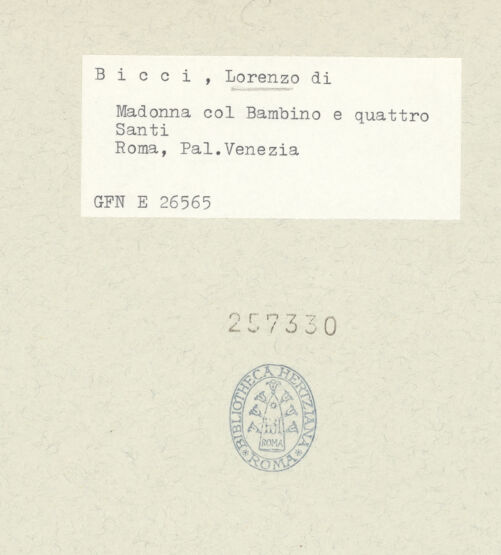 B i c c i , Lorenzo di
Madonna col Bambino e quattro
Santi
Roma, Pal.Venezia
GFN E 26565
257330
BIBLIOTHECA HERTZIANA
ROMA
* ROMA *